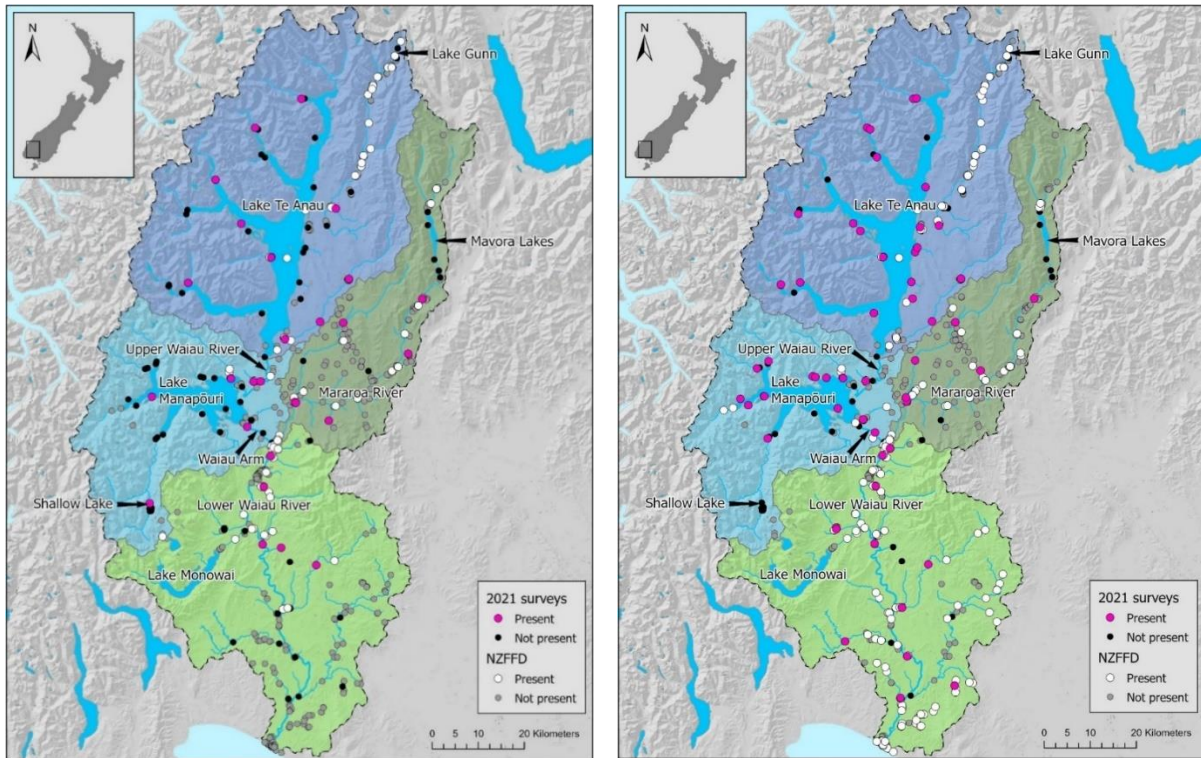 N
Lake Gunn
Lake Te Anau
Mavora Lakes
Upper Waiau River
Lake
Manapōuri
Mararoa River
Waiau Arm
Shallow Lake
Lower Waiau River
Lake Monowai
2021 surveys
Present
Not present
NZFFD
Present
Not present
0 5 10 20 Kilometers
N
Lake Gunn
Lake Te Anau
Mavora Lakes
Upper Waiau River
Lake
Manapōuri
Mararoa River
Waiau Arm
Shallow Lake
Lower Waiau River
Lake Monowai
2021 surveys
Present
Not present
NZFFD
Present
Not present
0 5 10 20 Kilometers